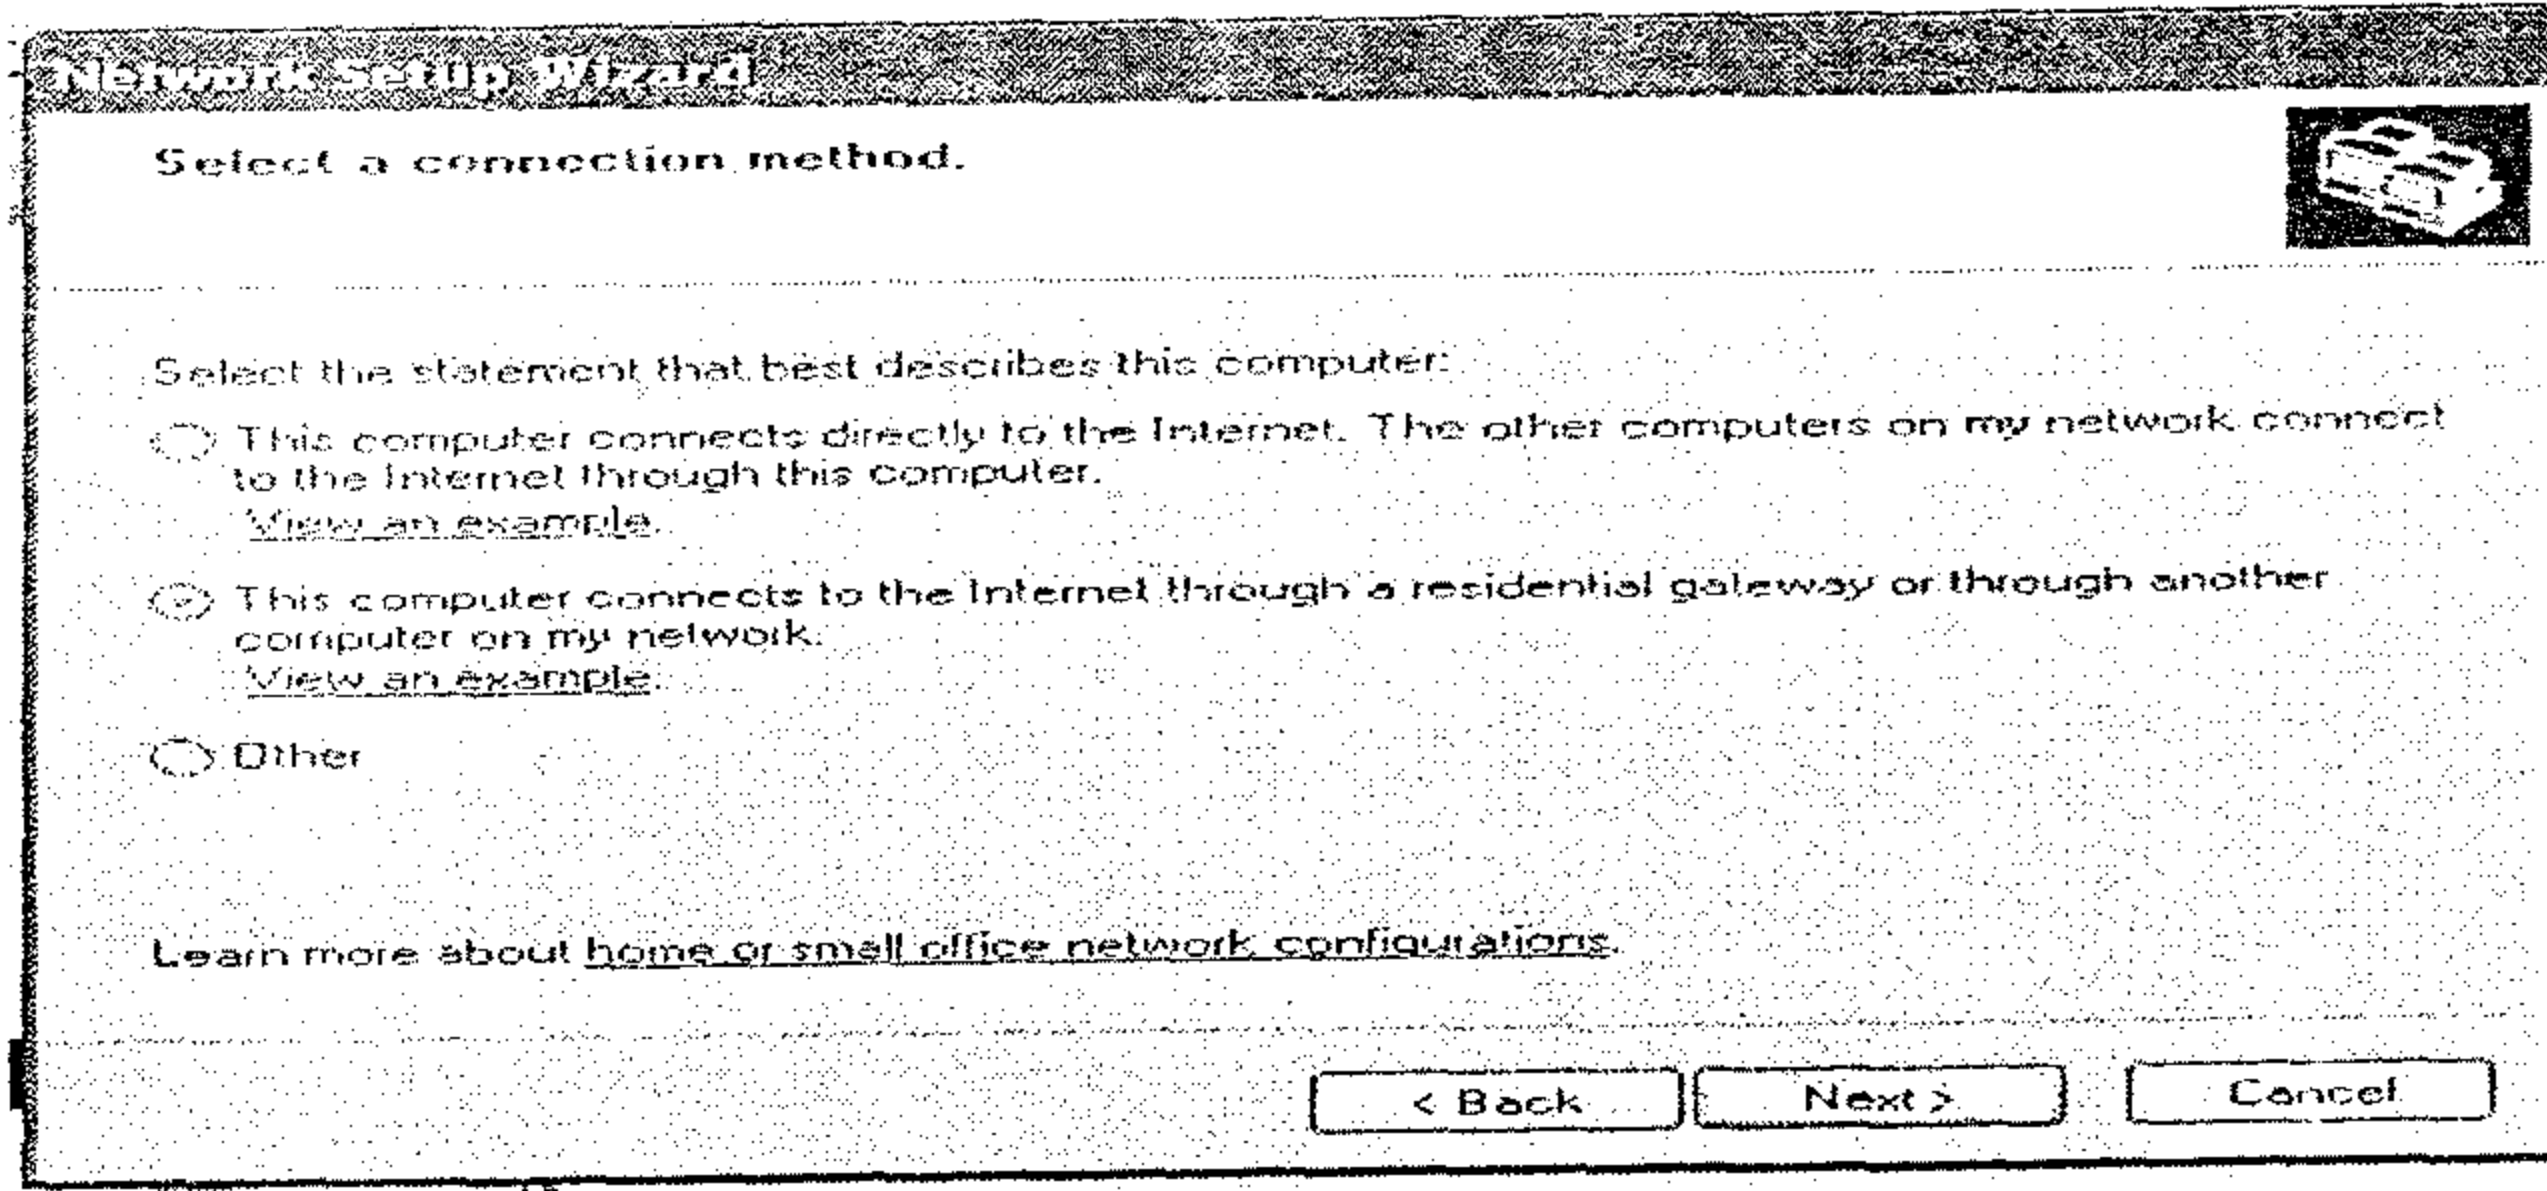 Network Setup Wizard
Select a connection method.
Select the statement that best describes this computer:
This computer connects directly to the Internet. The other computers on my network connect
to the Internet through this computer.
View an example.
This computer connects to the Internet through a residential gateway or through another
computer on my network.
View an example.
Other
Learn more about home or small office network configurations.
< Back
Next >
Cancel